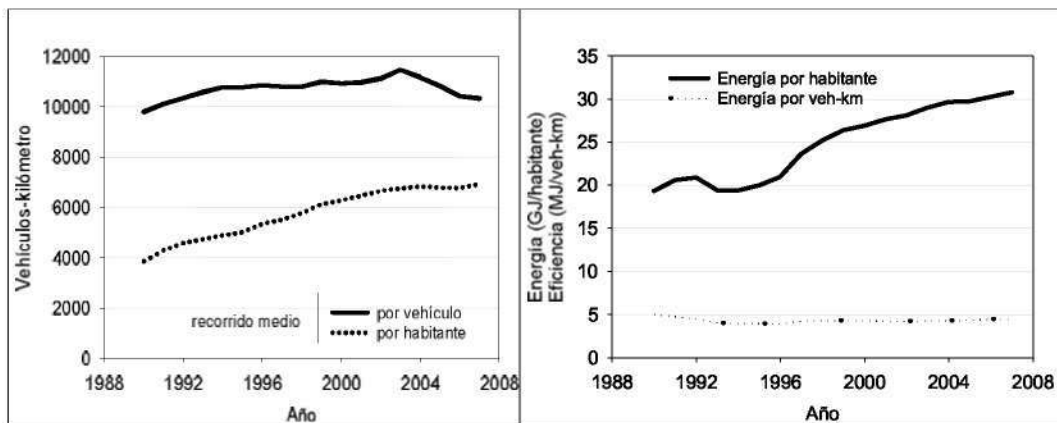 Vehículos-kilómetro
12000
10000
8000
6000
4000
2000
0
recorrido medio
por vehículo
por habitante
1988 1992 1996 2000 2004 2008
Año
Energía (GJ/habitante)
Eficiencia (MJ/veh-km)
35
30
25
20
15
10
5
0
Energía por habitante
Energía por veh-km
1988 1992 1996 2000 2004 2008
Año